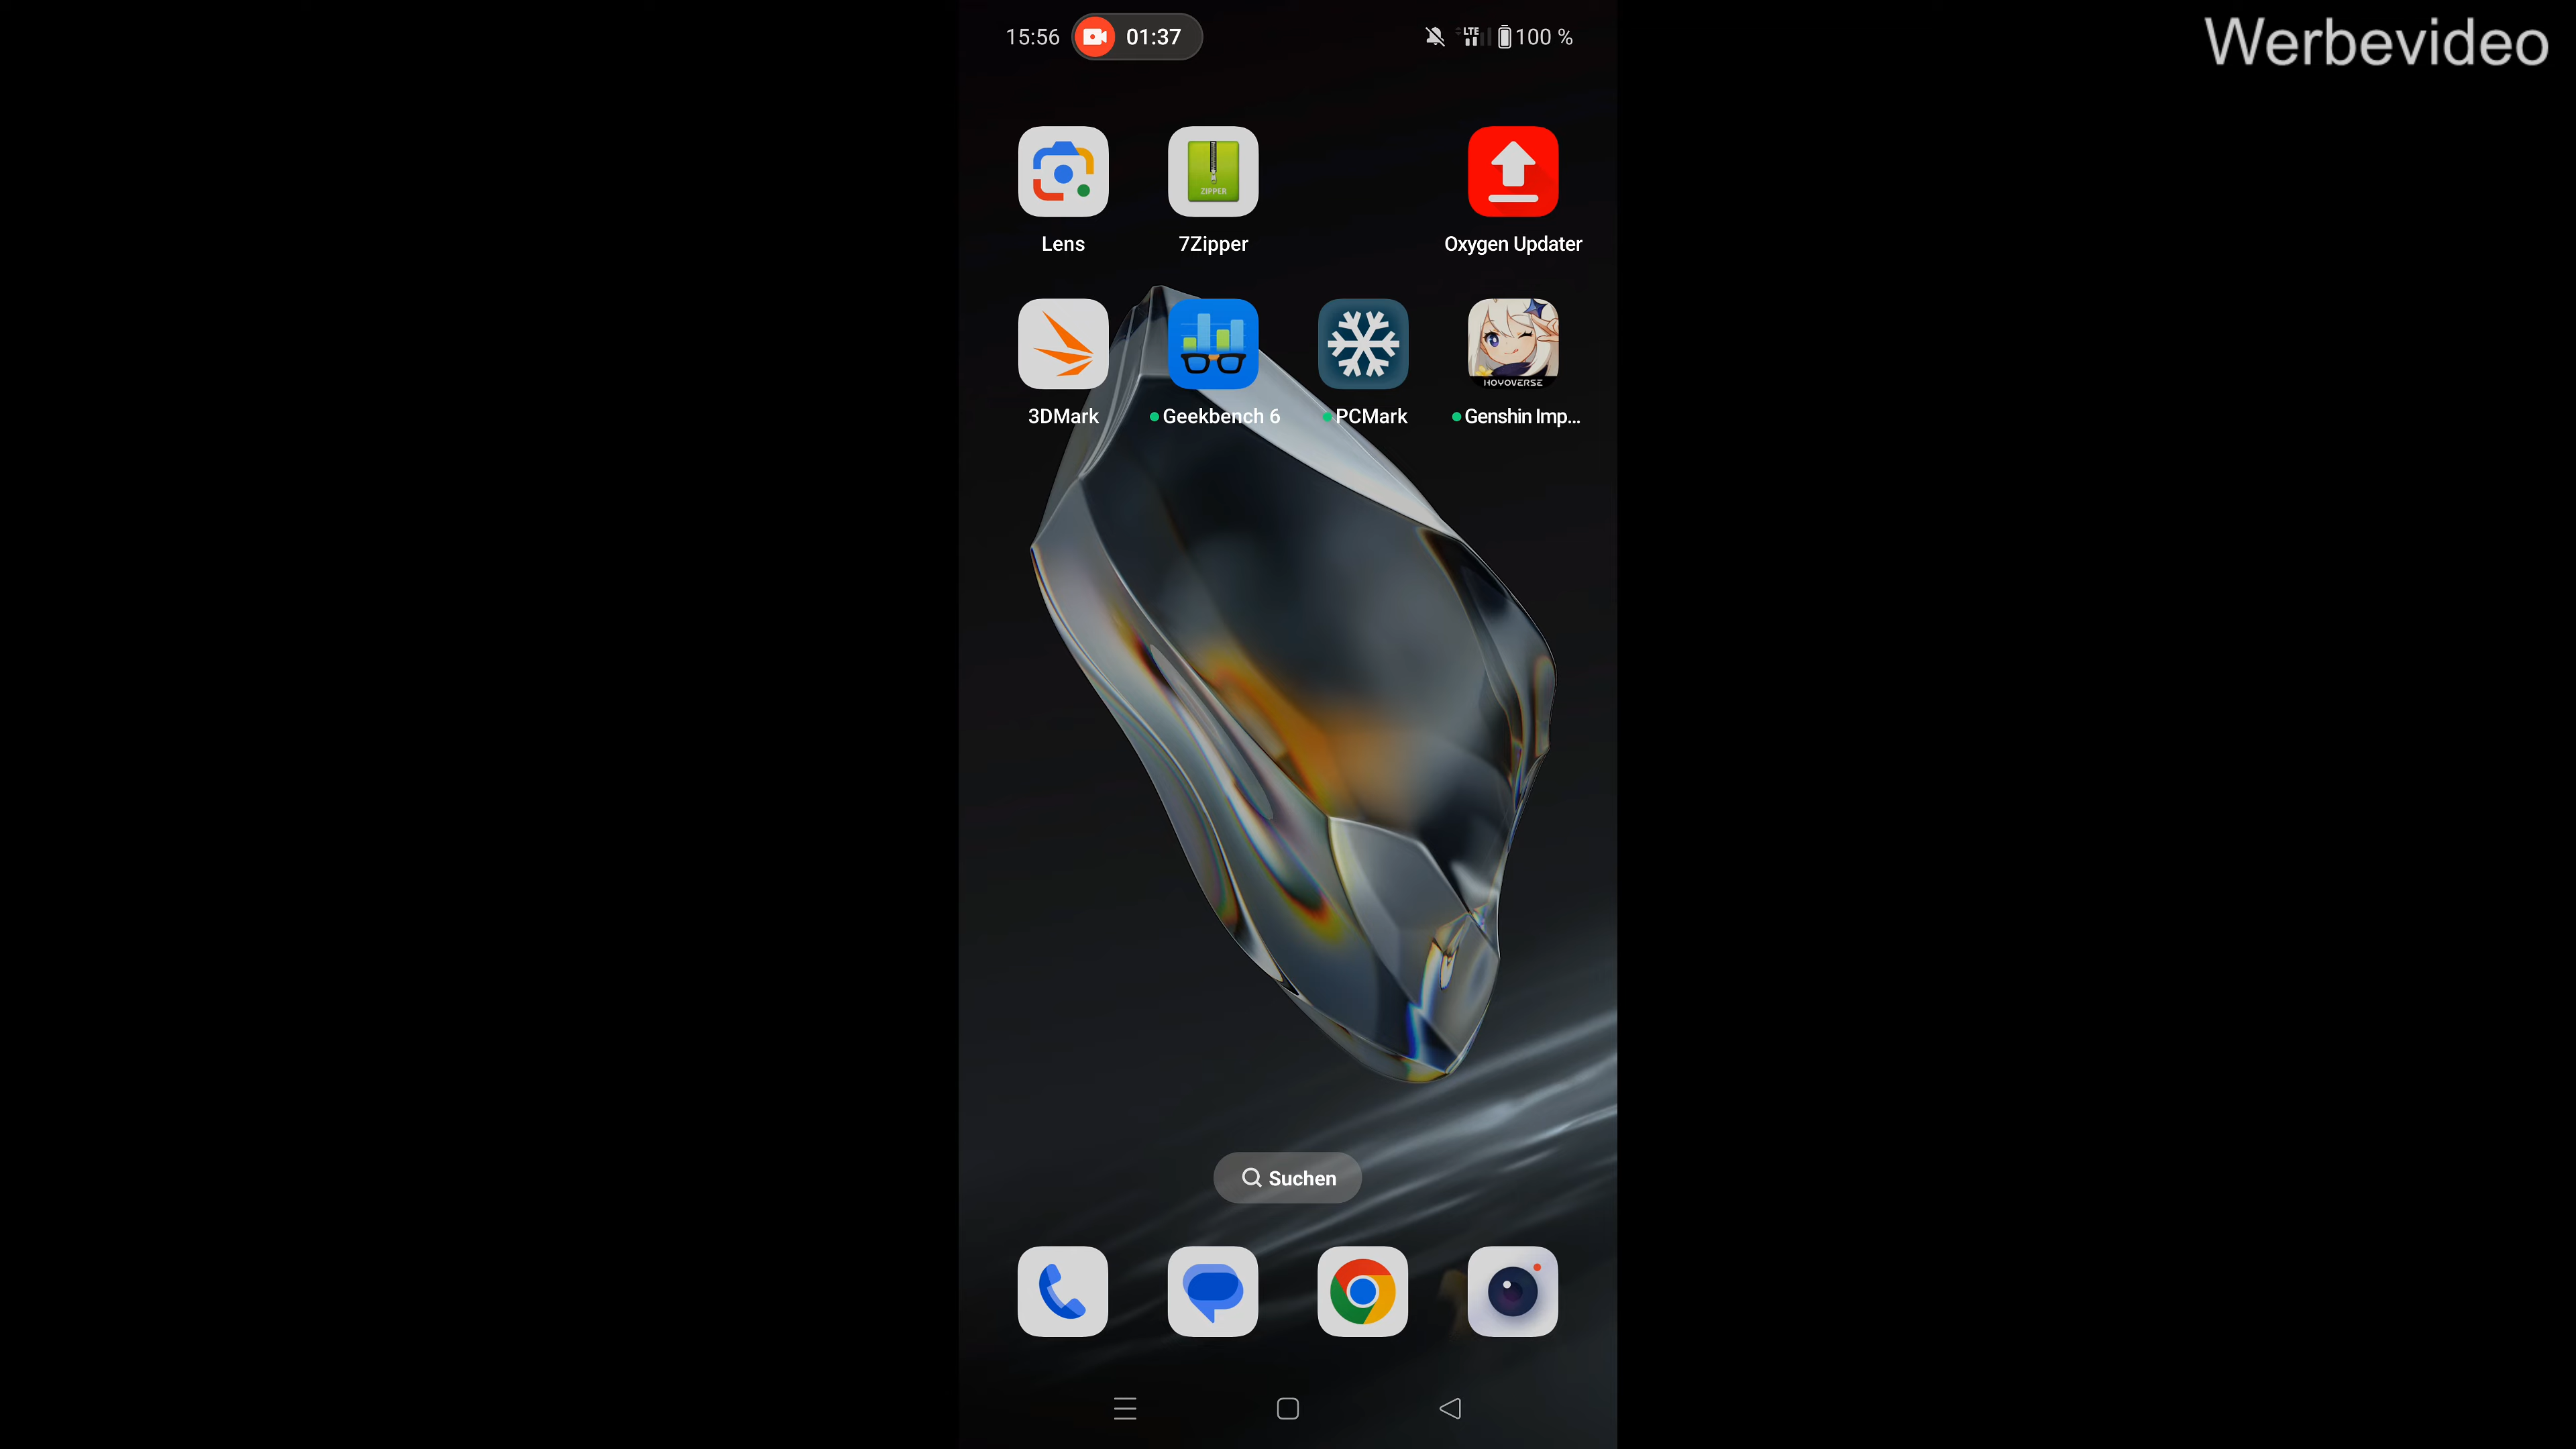 Werbevideo
15:56 01:37 LTE 100 %
ZIPPER
Lens 7Zipper Oxygen Updater
HOYOVERSE
3DMark Geekbench 6 PCMark Genshin Imp...
Suchen